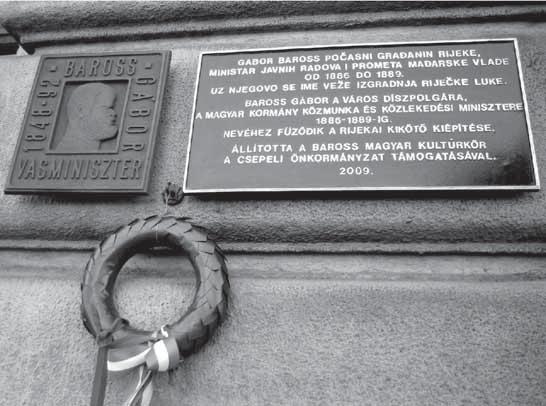 BAROSS · GABOR
1848-92
VASMINISZTER
GABOR BAROSS POČASNI GRAĐANIN RIJEKE,
MINISTAR JAVNIH RADOVA I PROMETA MAĐARSKE VLADE
OD 1886 DO 1889.
UZ NJEGOVO SE IME VEŽE IZGRADNJA RIJEČKE LUKE.
BAROSS GÁBOR A VÁROS DÍSZPOLGÁRA,
A MAGYAR KORMÁNY KÖZMUNKA ÉS KÖZLEKEDÉSI MINISZTERE
1886-1889-IG.
NEVÉHEZ FŰZŐDIK A RIJEKAI KIKÖTŐ KIÉPÍTÉSE.
ÁLLÍTOTTA A BAROSS MAGYAR KULTÚRKÖR
A CSEPELI ÖNKORMÁNYZAT TÁMOGATÁSÁVAL.
2009.